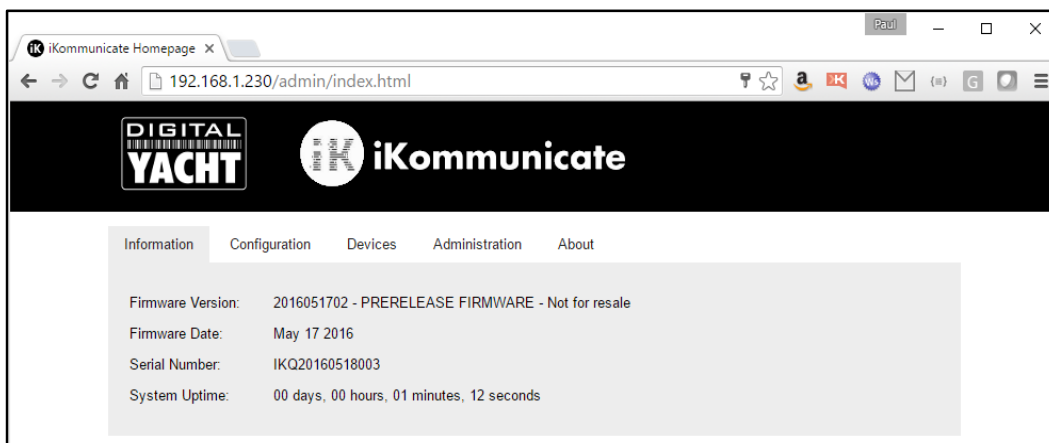 Paul
iK iKommunicate Homepage
192.168.1.230/admin/index.html
DIGITAL
YACHT
iK iKommunicate
Information Configuration Devices Administration About
Firmware Version: 2016051702 - PRERELEASE FIRMWARE - Not for resale
Firmware Date: May 17 2016
Serial Number: IKQ20160518003
System Uptime: 00 days, 00 hours, 01 minutes, 12 seconds